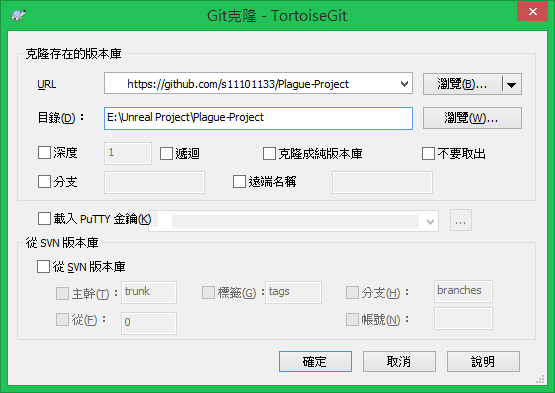 Git克隆 - TortoiseGit
克隆存在的版本庫
URL https://github.com/s11101133/Plague-Project 瀏覽(B)...
目錄(D)： E:\Unreal Project\Plague-Project 瀏覽(W)...
深度 1 遞迴 克隆成純版本庫 不要取出
分支 遠端名稱
載入 PuTTY 金鑰(K) ...
從 SVN 版本庫
從 SVN 版本庫
主幹(T)： trunk 標籤(G)： tags 分支(H)： branches
從(F)： 0 帳號(N)：
確定 取消 說明